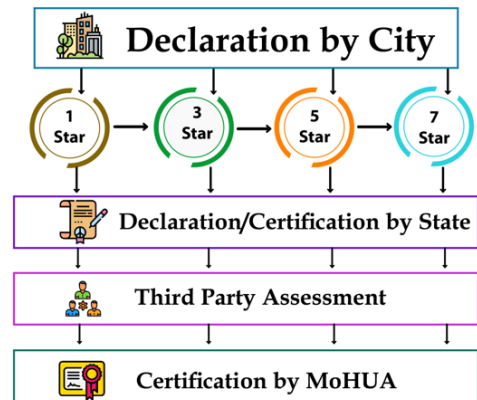 Declaration by City
1
Star
3
Star
5
Star
7
Star
Declaration/Certification by State
Third Party Assessment
Certification by MoHUA